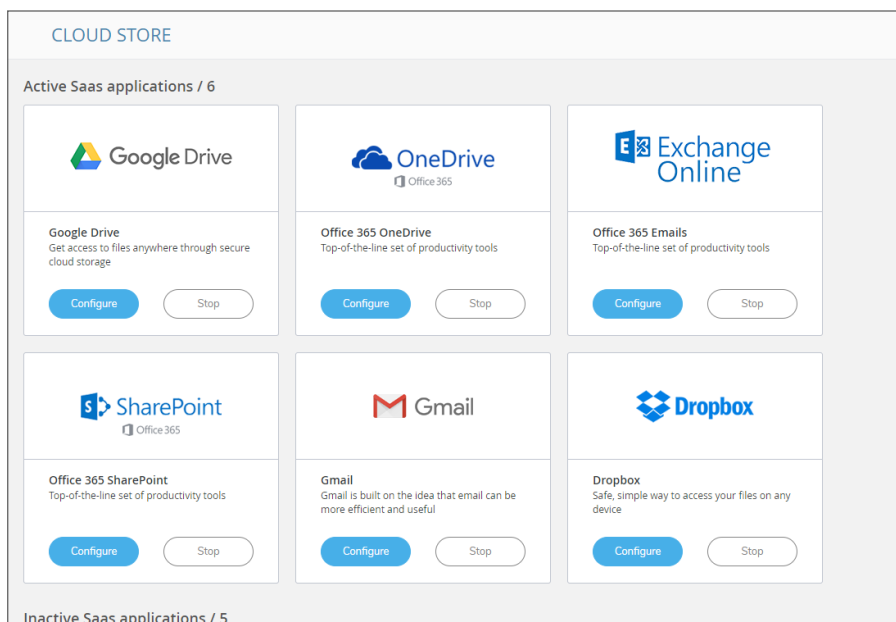 CLOUD STORE
Active Saas applications / 6
Google Drive
OneDrive
Office 365
E Exchange
Online
Google Drive
Get access to files anywhere through secure
cloud storage
Configure
Stop
Office 365 OneDrive
Top-of-the-line set of productivity tools
Configure
Stop
Office 365 Emails
Top-of-the-line set of productivity tools
Configure
Stop
S SharePoint
Office 365
Gmail
Dropbox
Office 365 SharePoint
Top-of-the-line set of productivity tools
Configure
Stop
Gmail
Gmail is built on the idea that email can be
more efficient and useful
Configure
Stop
Dropbox
Safe, simple way to access your files on any
device
Configure
Stop
Inactive Saas applications / 5